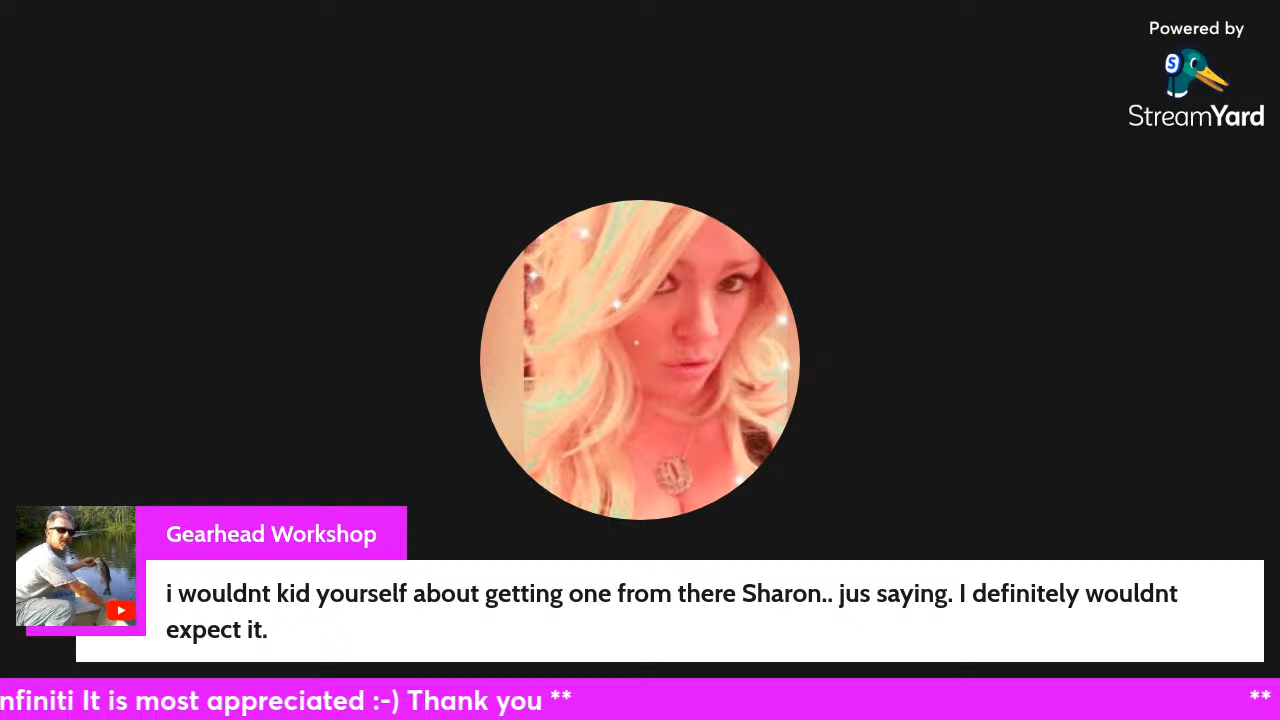 Powered by
S
StreamYard
Gearhead Workshop
i wouldnt kid yourself about getting one from there Sharon.. jus saying. I definitely wouldnt
expect it.
nfiniti It is most appreciated :-) Thank you ** **